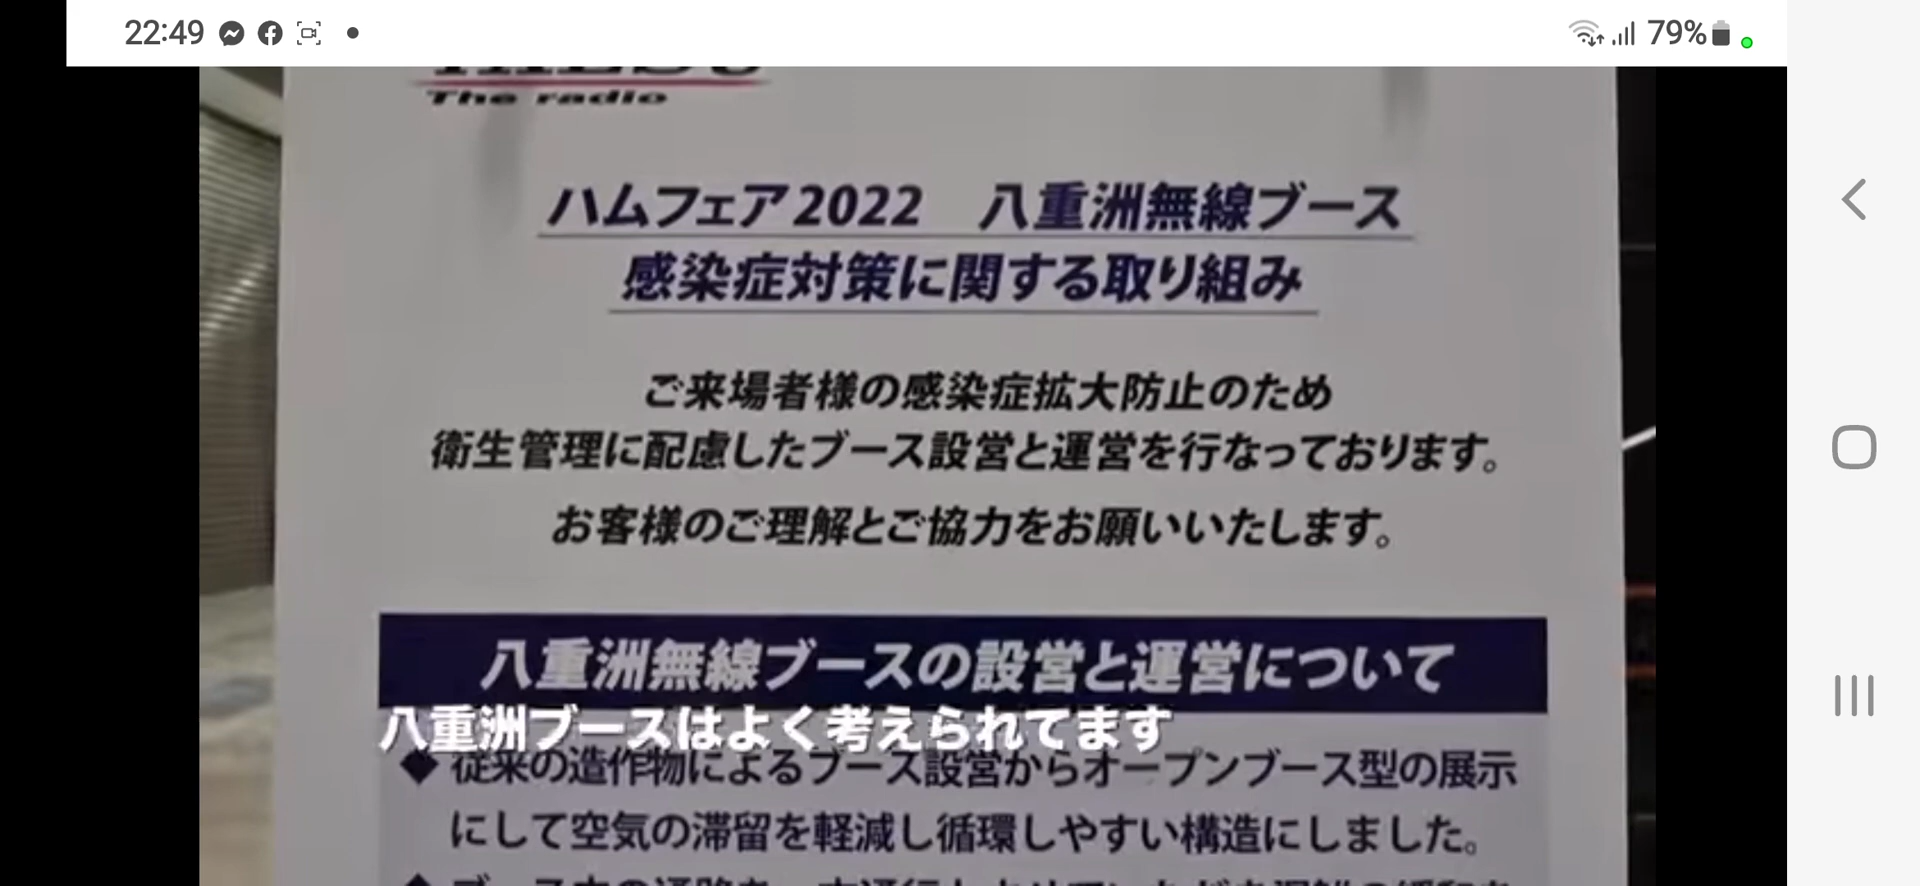 22:49
79%
The radio
ハムフェア2022 八重洲無線ブース
感染症対策に関する取り組み
ご来場者様の感染症拡大防止のため
衛生管理に配慮したブース設営と運営を行なっております。
お客様のご理解とご協力をお願いいたします。
八重洲無線ブースの設営と運営について
八重洲ブースはよく考えられてます
◆ 従来の造作物によるブース設営からオープンブース型の展示
にして空気の滞留を軽減し循環しやすい構造にしました。